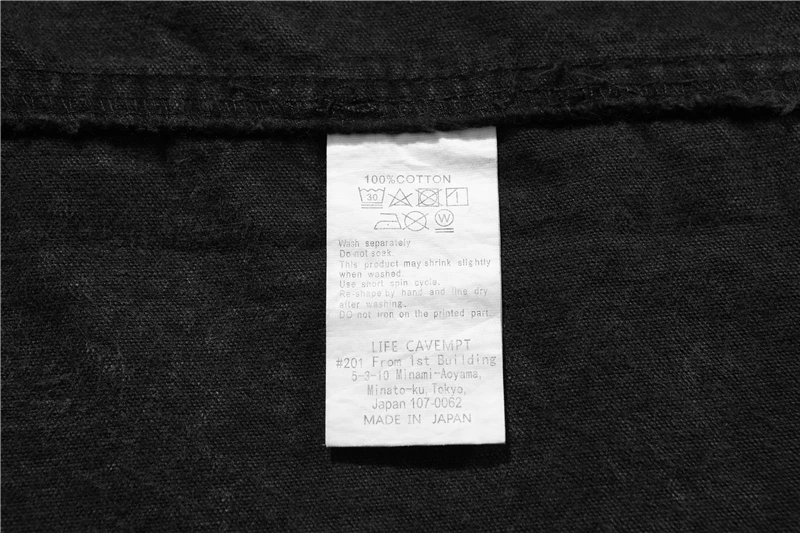 100%COTTON
30
W
Wash separately
Do not soak.
This product may shrink slightly
when washed.
Use short spin cycle.
Re-shape by hand and line dry
after washing.
DO not iron on the printed part.
LIFE CAVEMPT
#201 From 1st Building
5-3-10 Minami-Aoyama,
Minato-ku, Tokyo,
Japan 107-0062
MADE IN JAPAN